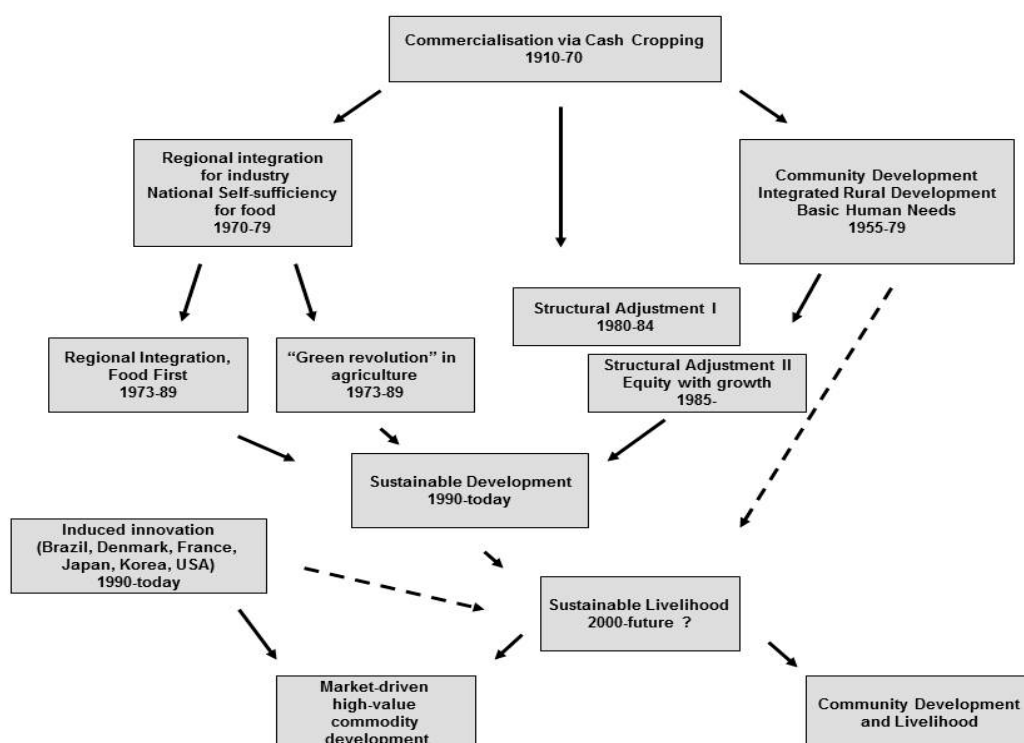 Commercialisation via Cash Cropping
1910-70
Regional integration
for industry
National Self-sufficiency
for food
1970-79
Community Development
Integrated Rural Development
Basic Human Needs
1955-79
Structural Adjustment I
1980-84
Regional Integration,
Food First
1973-89
“Green revolution” in
agriculture
1973-89
Structural Adjustment II
Equity with growth
1985-
Sustainable Development
1990-today
Induced innovation
(Brazil, Denmark, France,
Japan, Korea, USA)
1990-today
Sustainable Livelihood
2000-future ?
Market-driven
high-value
commodity
development
Community Development
and Livelihood